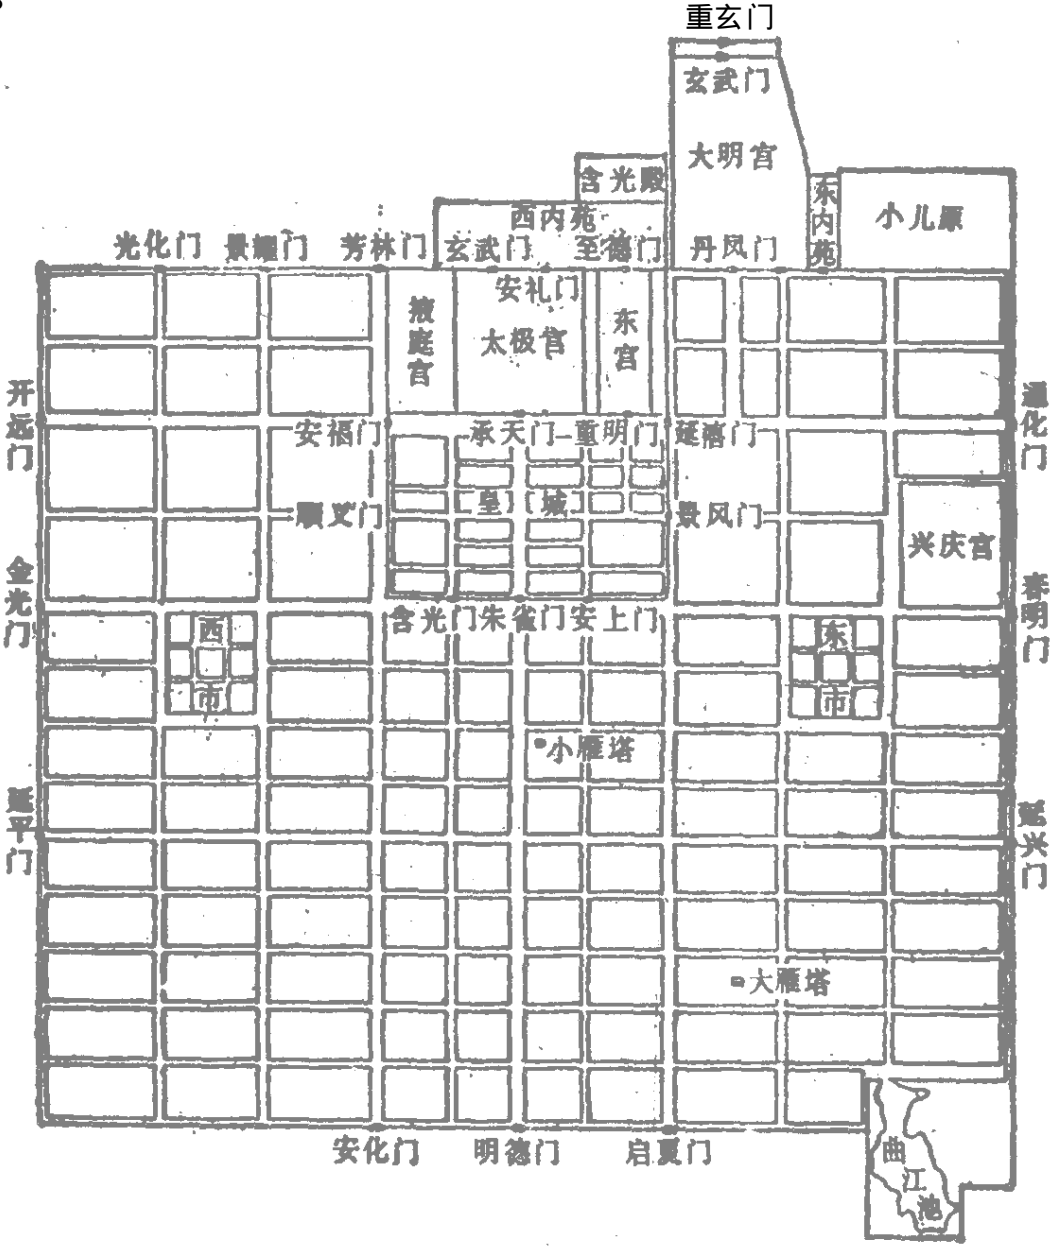 重玄门
玄武门
大明宫
含光殿
东内苑
小儿原
西内苑
光化门
景耀门
芳林门
玄武门
至德门
丹凤门
安礼门
掖庭宫
太极宫
东宫
开远门
通化门
安福门
承天门
重明门
延禧门
皇城
顺义门
景风门
兴庆宫
金光门
春明门
含光门
朱雀门
安上门
西市
东市
小雁塔
延平门
延兴门
大雁塔
安化门
明德门
启夏门
曲江池